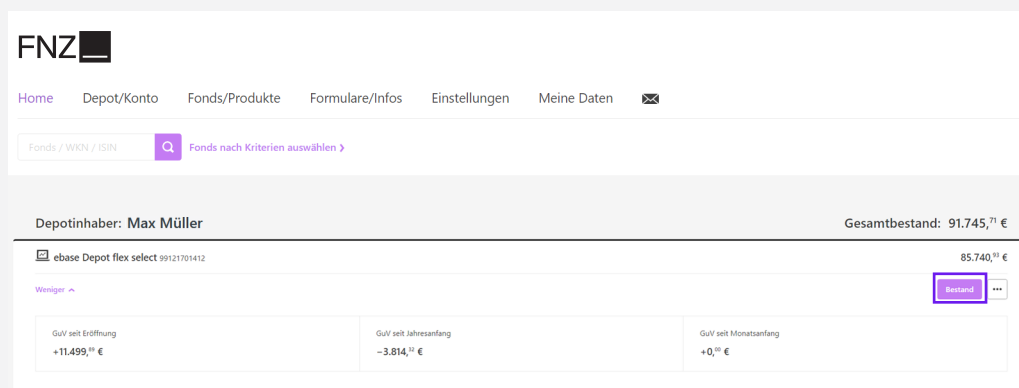 FNZ
Home Depot/Konto Fonds/Produkte Formulare/Infos Einstellungen Meine Daten
Fonds / WKN / ISIN Fonds nach Kriterien auswählen
Depotinhaber: Max Müller Gesamtbestand: 91.745,71 €
ebase Depot flex select 99121701412 85.740,93 €
Weniger Bestand
GuV seit Eröffnung GuV seit Jahresanfang GuV seit Monatsanfang
+11.499,89 € −3.814,32 € +0,00 €